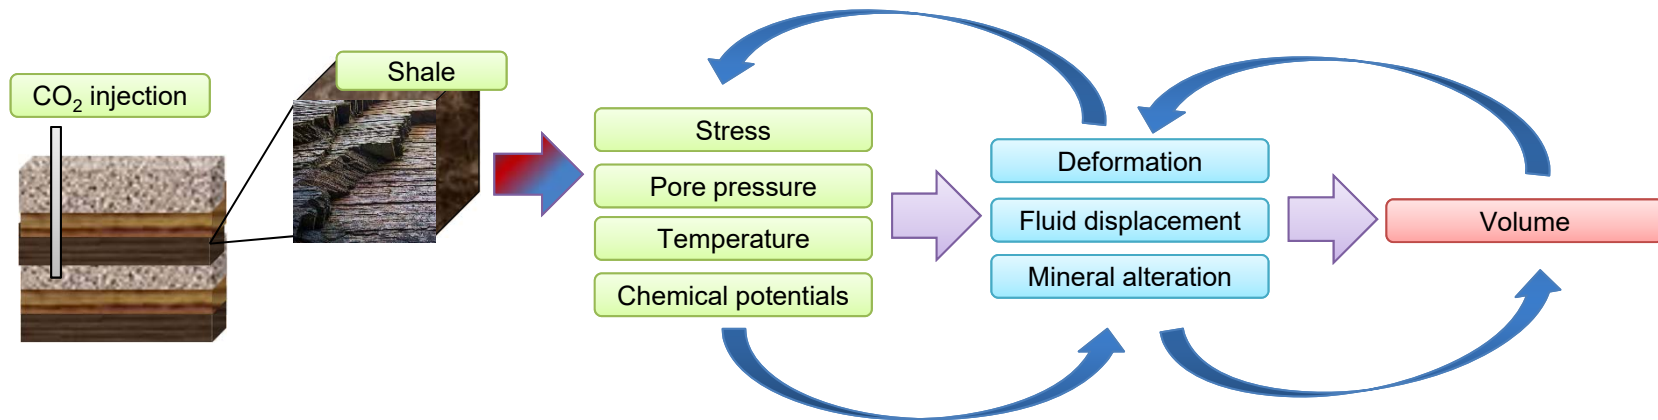 CO₂ injection
Shale
Stress
Pore pressure
Temperature
Chemical potentials
Deformation
Fluid displacement
Mineral alteration
Volume